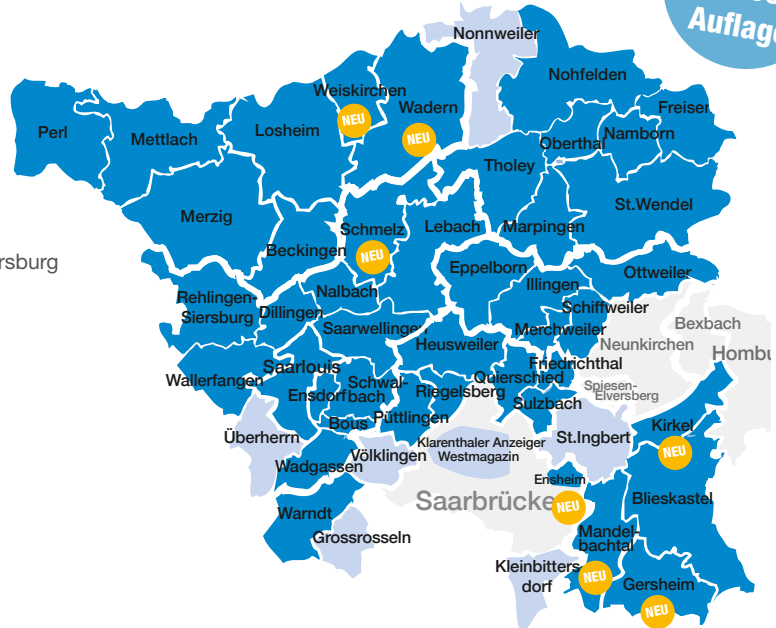 Auflage
Nonnweiler
Nohfelden
Weiskirchen
NEU
Wadern
NEU
Freisen
Perl
Mettlach
Losheim
Oberthal
Namborn
Tholey
St.Wendel
Merzig
Marpingen
Lebach
Schmelz
NEU
Beckingen
rsburg
Eppelborn
Ottweiler
Illingen
Nalbach
Rehlingen-
Siersburg
Dillingen
Schiffweiler
Saarwellingen
Merchweiler
Bexbach
Neunkirchen
Heusweiler
Hombu
Friedrichthal
Saarlouis
Wallerfangen
Quierschied
Schwal-
bach
Ensdorf
Riegelsberg
Spiesen-
Elversberg
Sulzbach
Püttlingen
Bous
Kirkel
NEU
Überherrn
St.Ingbert
Klarenthaler Anzeiger
Westmagazin
Völklingen
Wadgassen
Ensheim
Saarbrücke
NEU
Blieskastel
Warndt
Grossrosseln
Mandel-
bachtal
NEU
Kleinbitters
dorf
Gersheim
NEU